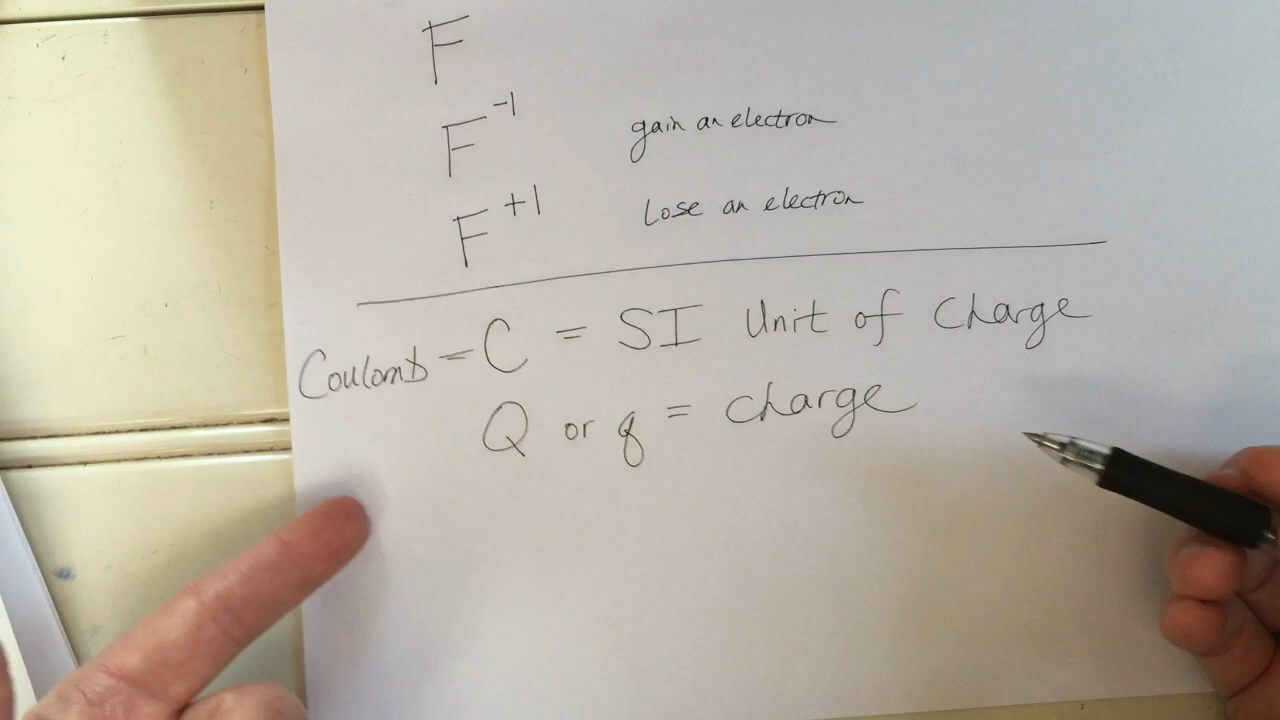 F
F⁻¹ gain an electron
F⁺¹ Lose an electron
Coulomb = C = SI Unit of Charge
Q or q = charge